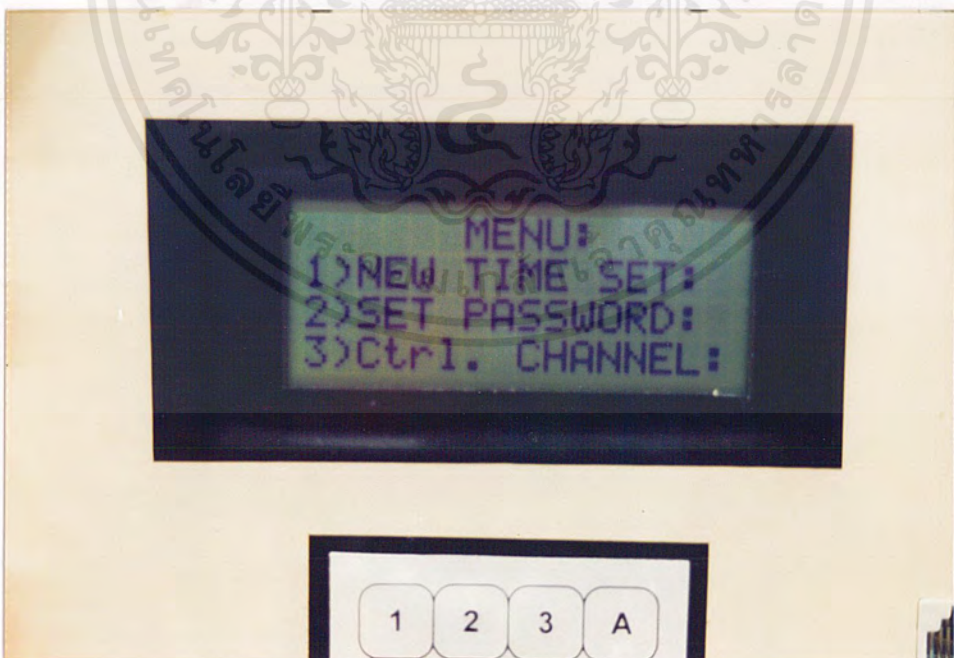 MENU:
1)NEW TIME SET:
2)SET PASSWORD:
3)Ctrl. CHANNEL:
1 2 3 A